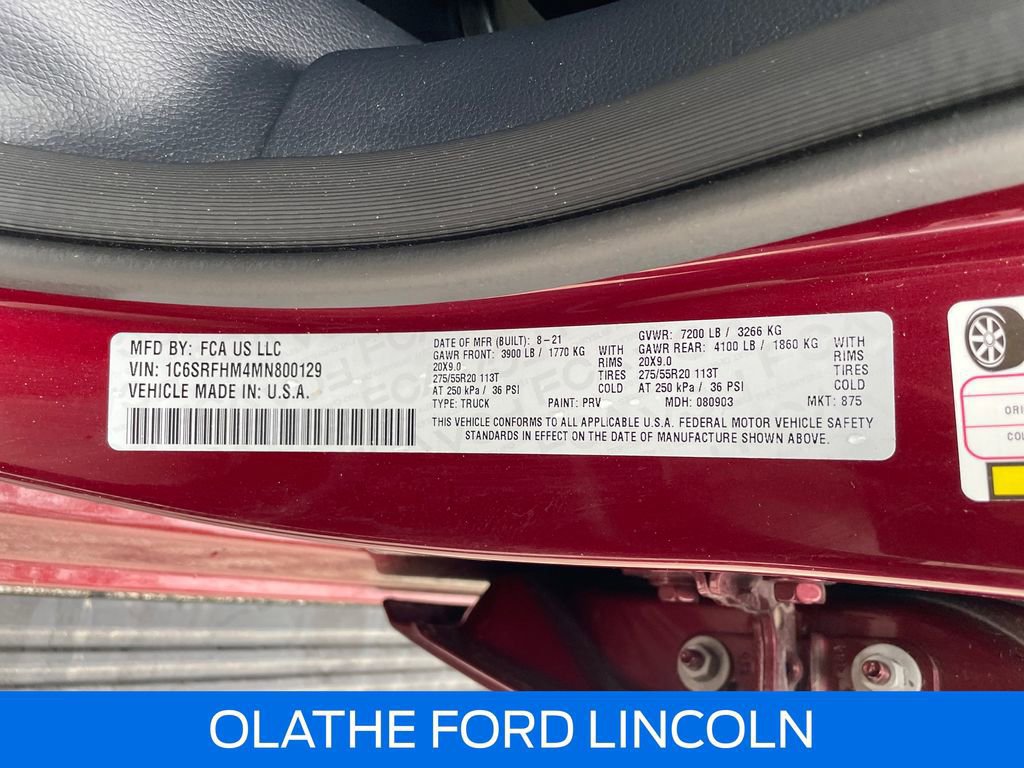 MFD BY: FCA US LLC
VIN: 1C6SRFHM4MN800129
VEHICLE MADE IN: U.S.A.
DATE OF MFR (BUILT): 8-21
GAWR FRONT: 3900 LB / 1770 KG WITH
20X9.0 RIMS
275/55R20 113T TIRES
AT 250 kPa / 36 PSI COLD
TYPE: TRUCK PAINT: PRV
GVWR: 7200 LB / 3266 KG
GAWR REAR: 4100 LB / 1860 KG WITH
20X9.0 RIMS
275/55R20 113T TIRES
AT 250 kPa / 36 PSI COLD
MDH: 080903 MKT: 875
THIS VEHICLE CONFORMS TO ALL APPLICABLE U.S.A. FEDERAL MOTOR VEHICLE SAFETY
STANDARDS IN EFFECT ON THE DATE OF MANUFACTURE SHOWN ABOVE.
OLATHE FORD LINCOLN